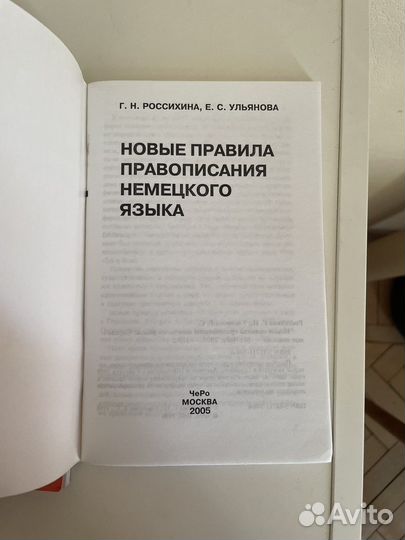 Г. Н. РОССИХИНА, Е. С. УЛЬЯНОВА
НОВЫЕ ПРАВИЛА
ПРАВОПИСАНИЯ
НЕМЕЦКОГО
ЯЗЫКА
ЧеРо
МОСКВА
2005
Avito